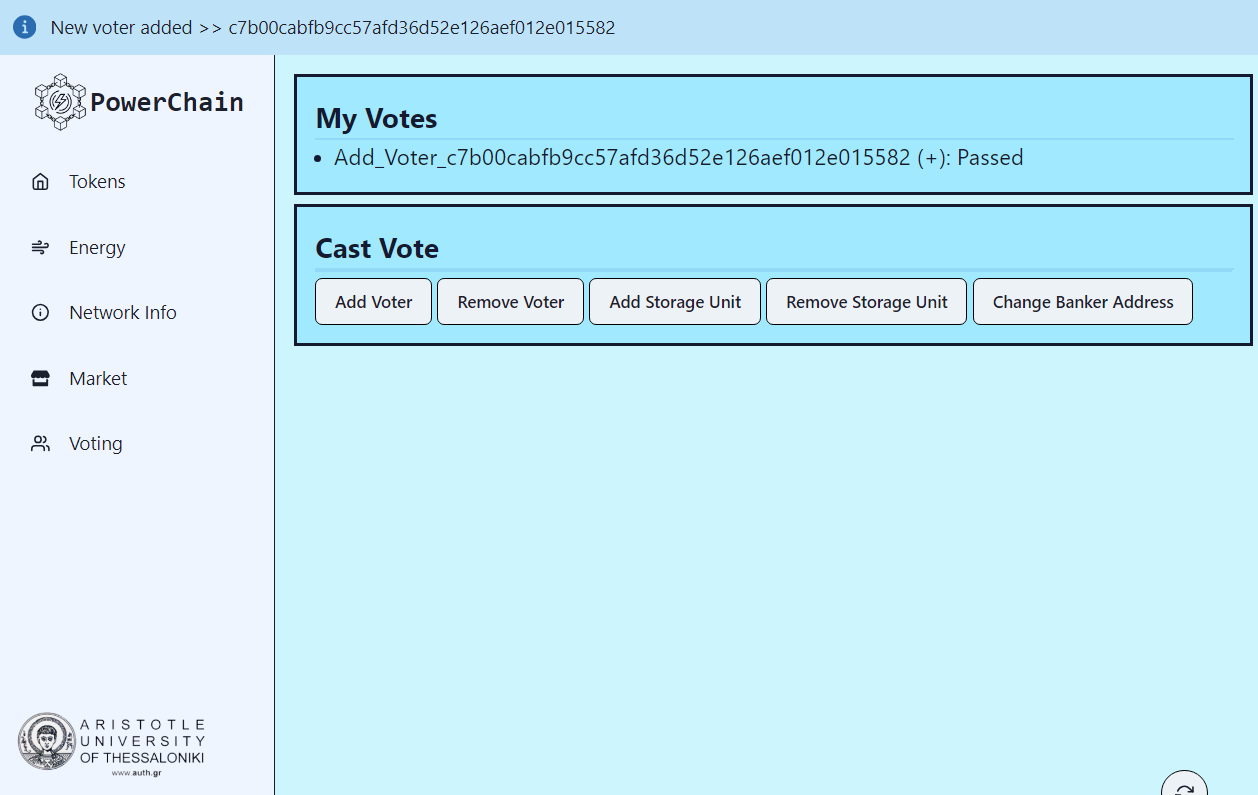 New voter added >> c7b00cabfb9cc57afd36d52e126aef012e015582
PowerChain
Tokens
Energy
Network Info
Market
Voting
My Votes
Add_Voter_c7b00cabfb9cc57afd36d52e126aef012e015582 (+): Passed
Cast Vote
Add Voter Remove Voter Add Storage Unit Remove Storage Unit Change Banker Address
ARISTOTLE
UNIVERSITY
OF THESSALONIKI
www.auth.gr